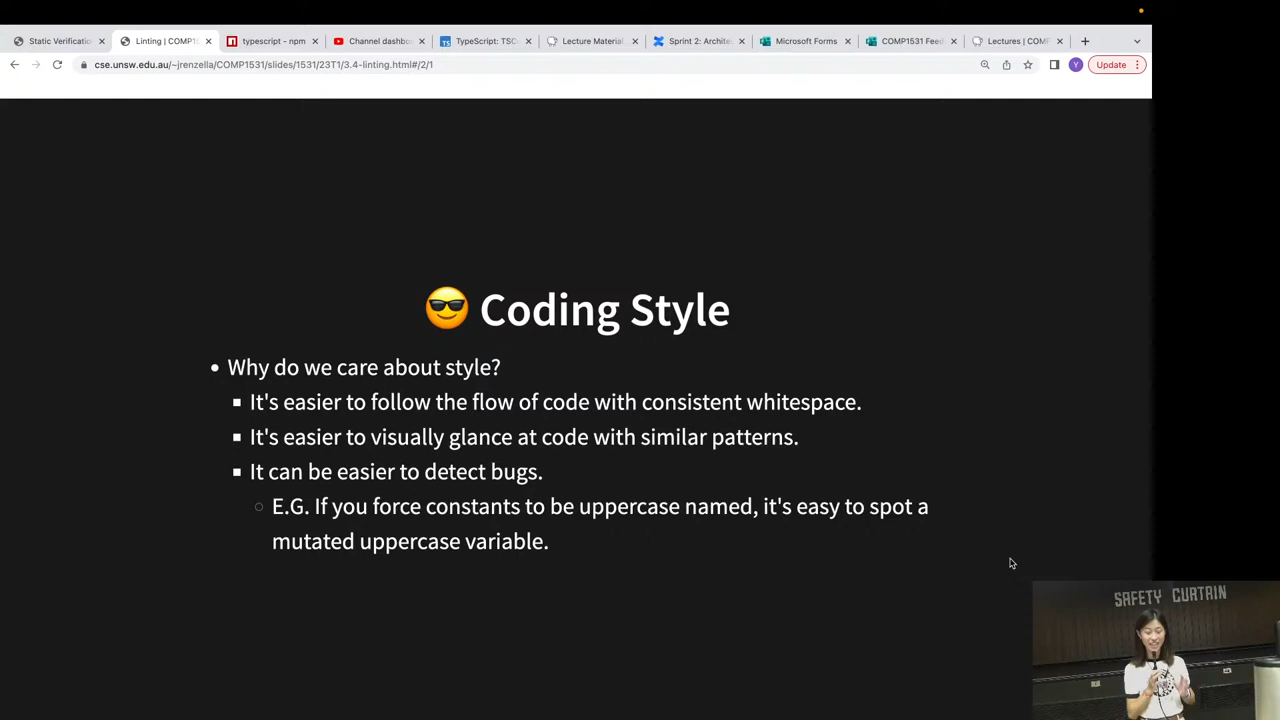 Static Verificatio
Linting | COMP15
typescript - npm
Channel dashbo
TypeScript: TSC
Lecture Material
Sprint 2: Archite
Microsoft Forms
COMP1531 Feed
Lectures | COMP
cse.unsw.edu.au/~jrenzella/COMP1531/slides/1531/23T1/3.4-linting.html#/2/1
Y
Update
😎 Coding Style
• Why do we care about style?
▪ It's easier to follow the flow of code with consistent whitespace.
▪ It's easier to visually glance at code with similar patterns.
▪ It can be easier to detect bugs.
○ E.G. If you force constants to be uppercase named, it's easy to spot a
mutated uppercase variable.
SAFETY CURTAIN